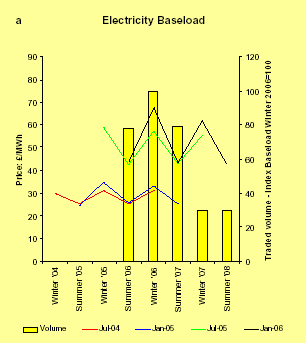 a
Electricity Baseload
Price: £/MWh
90
80
70
60
50
40
30
20
10
0
120
100
80
60
40
20
0
Traded volume - Index Baseload Winter 2006=100
Winter '04
Summer '05
Winter '05
Summer '06
Winter '06
Summer '07
Winter '07
Summer '08
Volume Jul-04 Jan-05 Jul-05 Jan-06